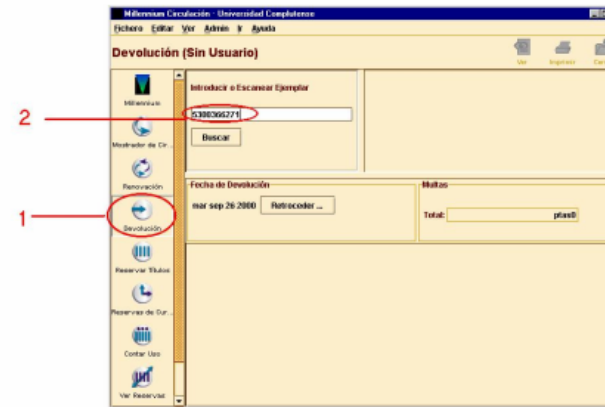 Millennium Circulación - Universidad Complutense
Fichero Editar Ver Admin Ir Ayuda
Devolución (Sin Usuario)
Ver Imprimir
Millennium
Introducir o Escanear Ejemplar
2
5300366271
Buscar
Mostrador de Cir...
Renovación
Fecha de Devolución
mar sep 26 2000 Retroceder ...
Multas
Total: ptas0
1
Devolución
Reservar Títulos
Reservas de Cur...
Contar Uso
Ver Reservas